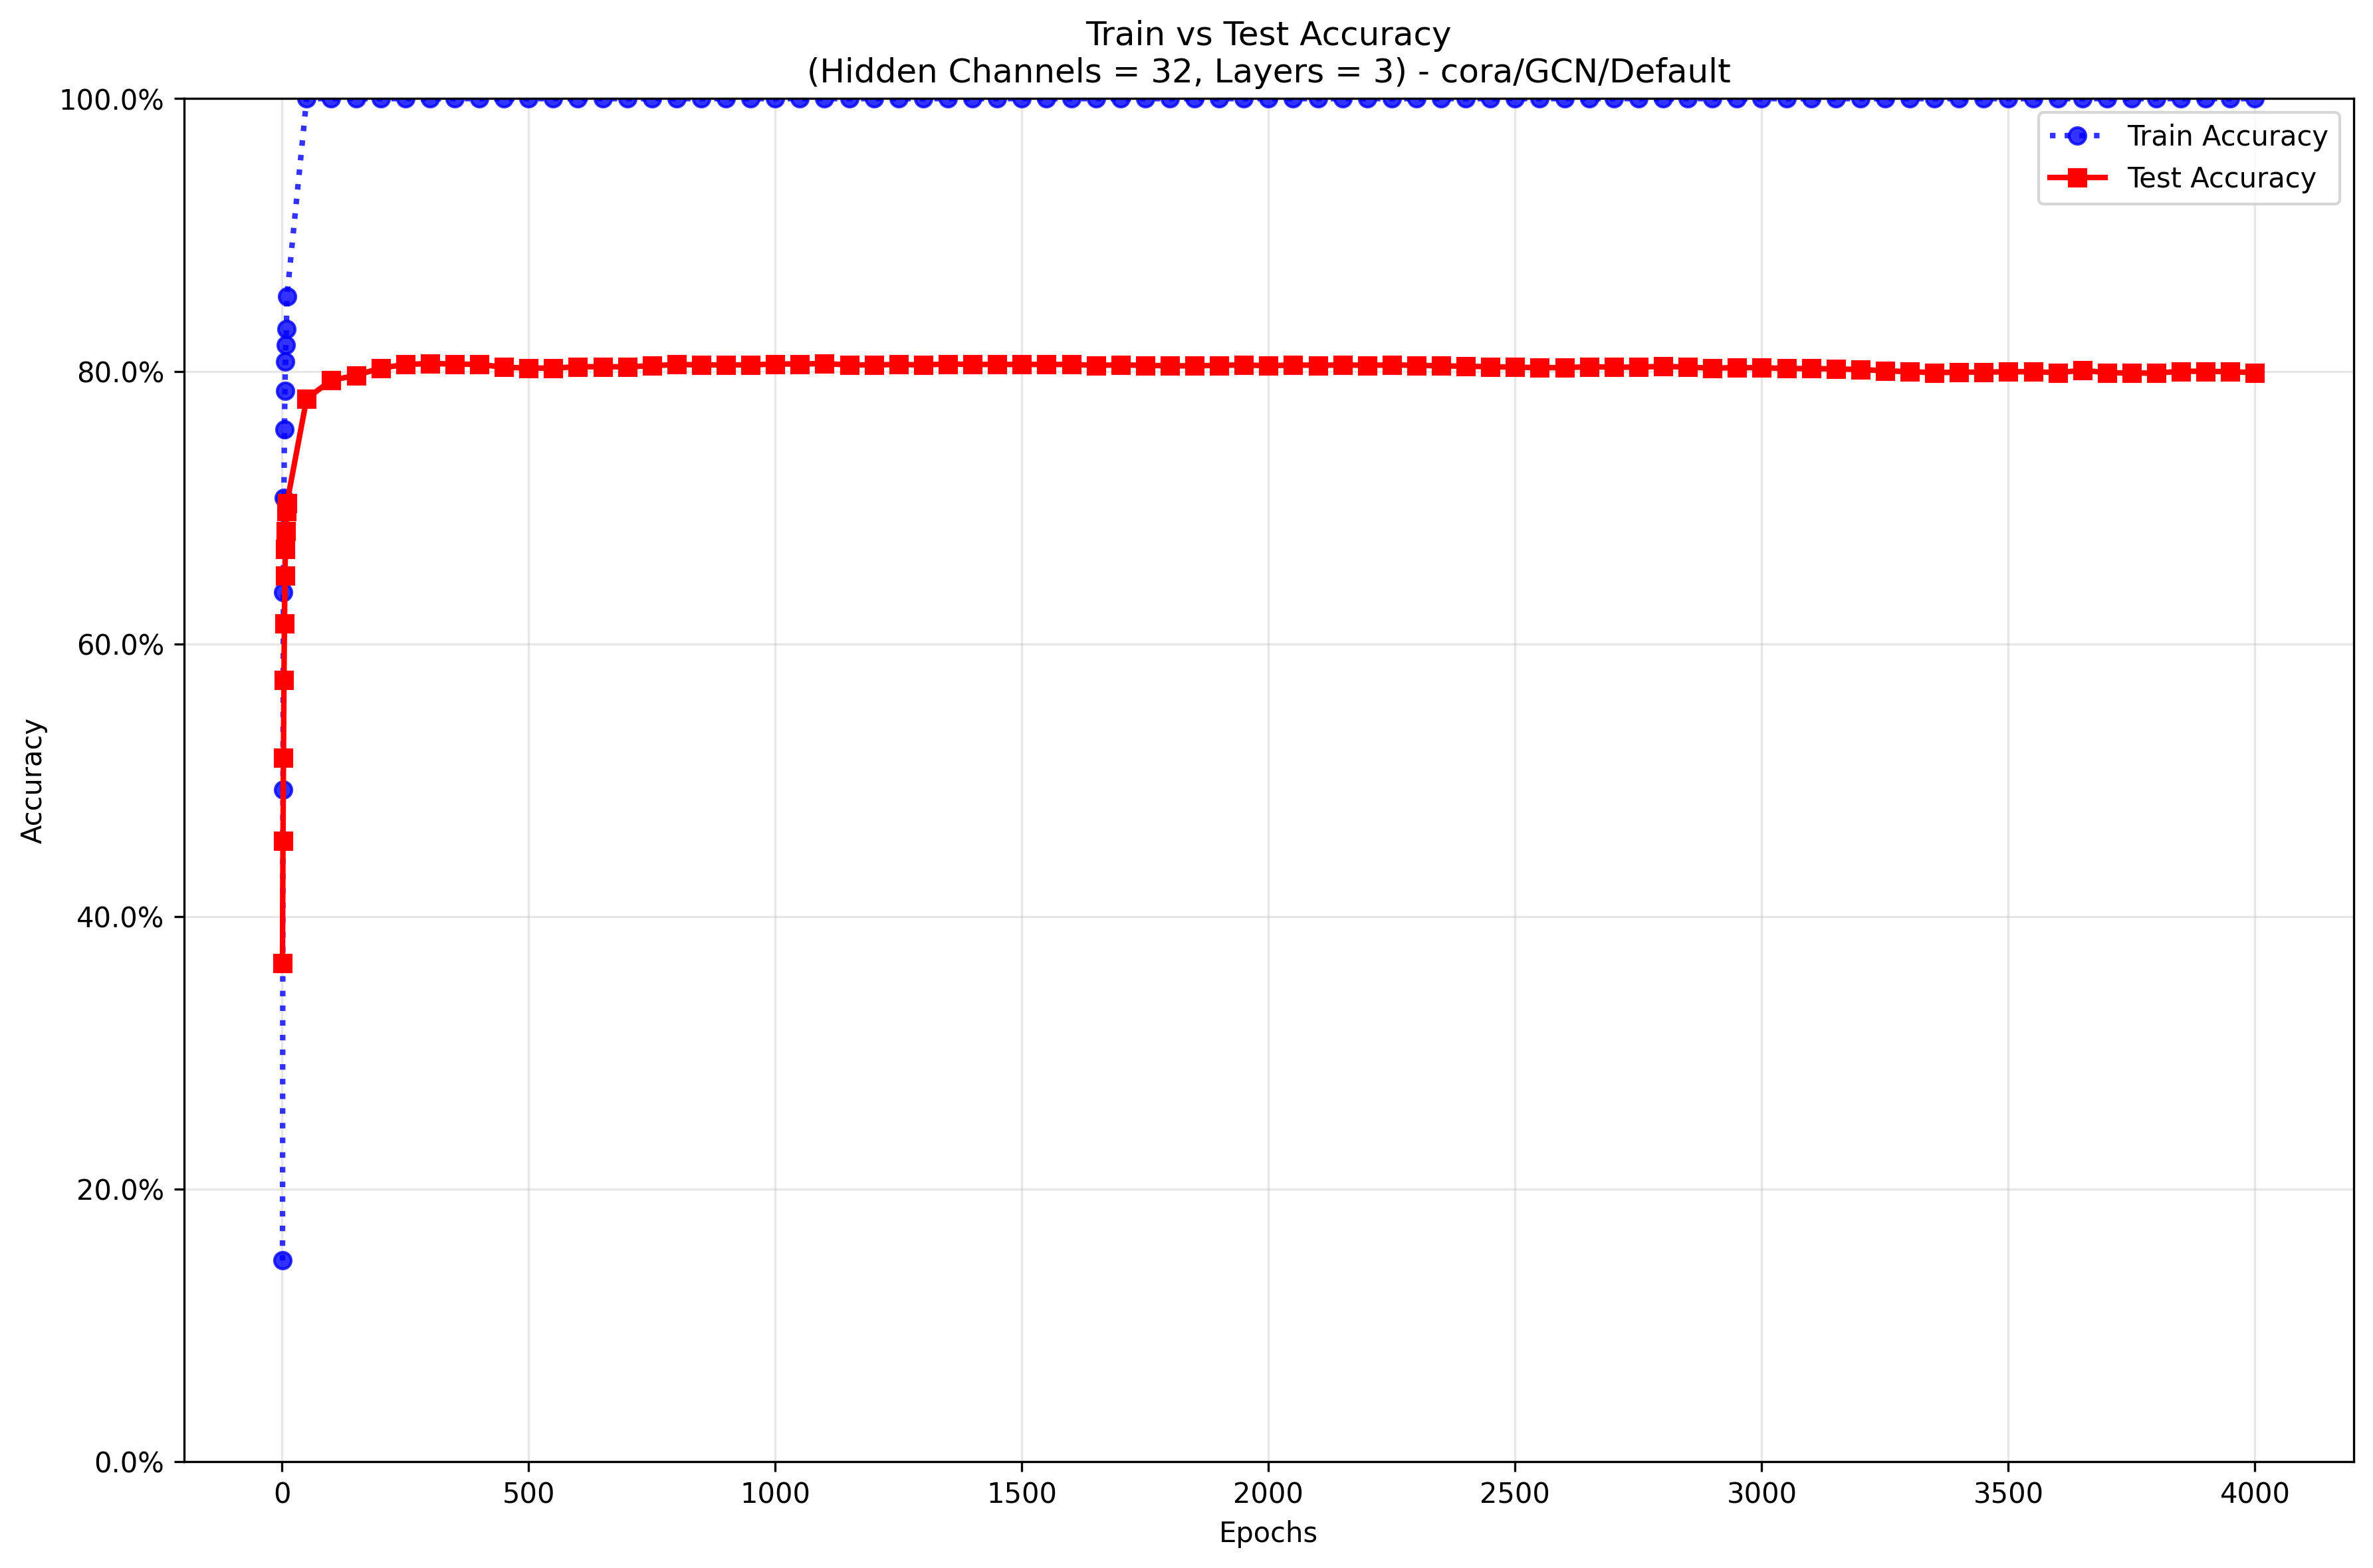 Train vs Test Accuracy
(Hidden Channels = 32, Layers = 3) - cora/GCN/Default
100.0%
80.0%
60.0%
40.0%
20.0%
0.0%
Accuracy
Train Accuracy
Test Accuracy
0 500 1000 1500 2000 2500 3000 3500 4000
Epochs